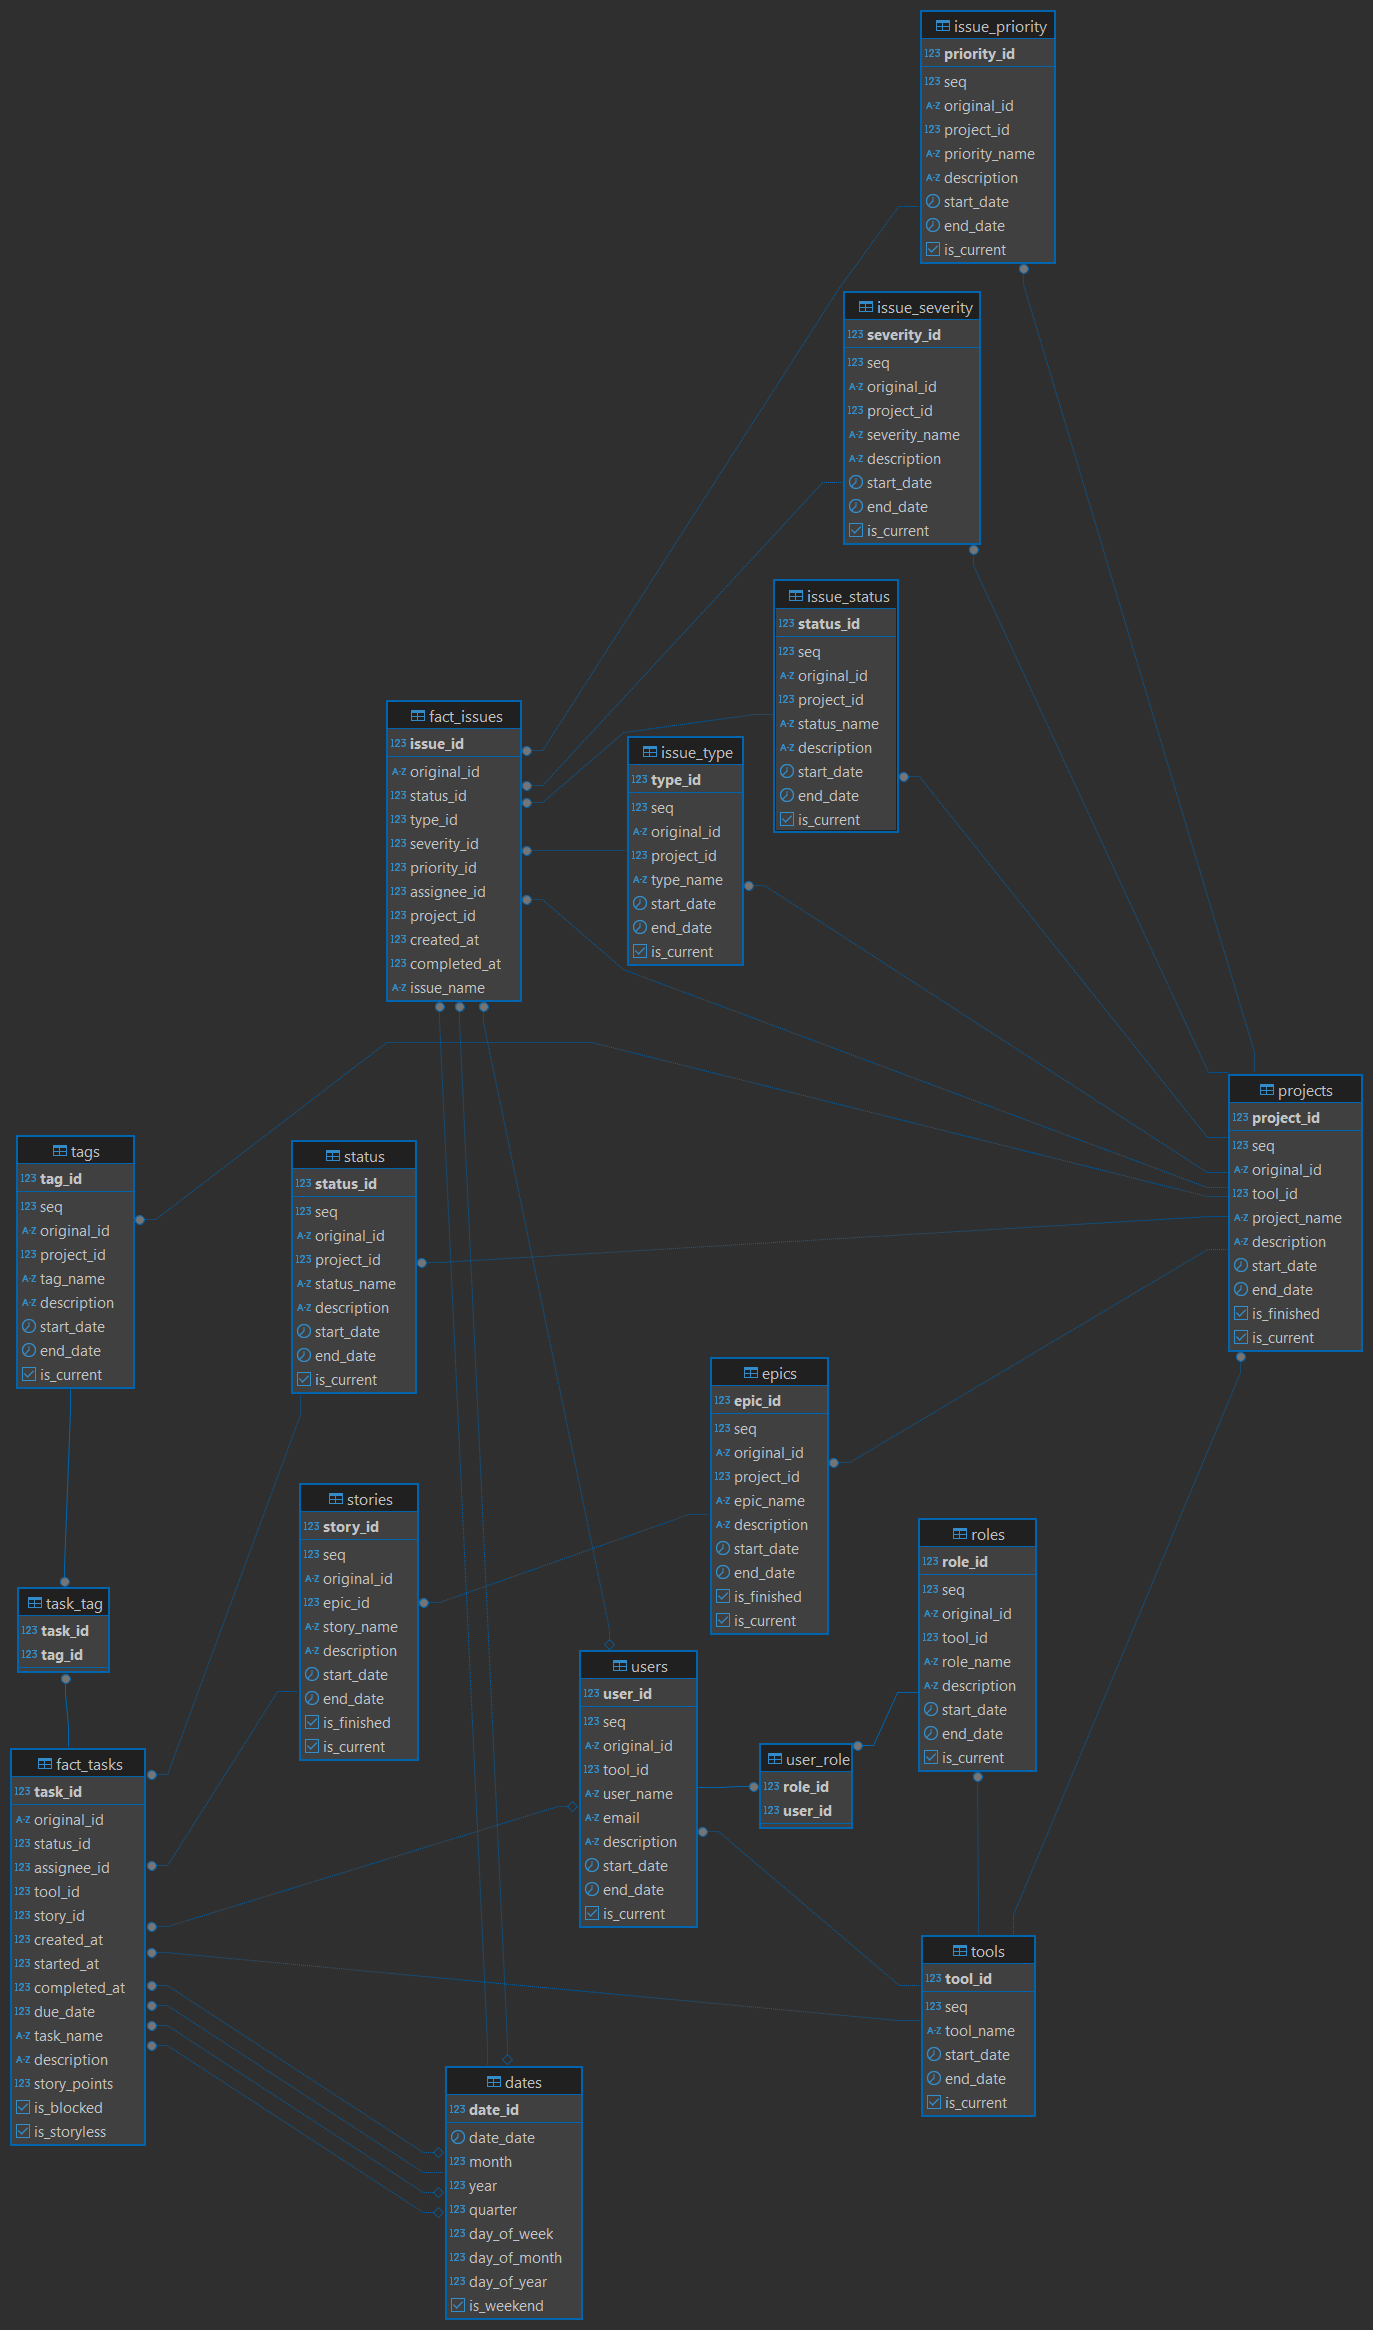 issue_priority
123 priority_id
123 seq
A-Z original_id
123 project_id
A-Z priority_name
A-Z description
start_date
end_date
is_current
issue_severity
123 severity_id
123 seq
A-Z original_id
123 project_id
A-Z severity_name
A-Z description
start_date
end_date
is_current
issue_status
123 status_id
123 seq
A-Z original_id
123 project_id
A-Z status_name
A-Z description
start_date
end_date
is_current
fact_issues
123 issue_id
A-Z original_id
123 status_id
123 type_id
123 severity_id
123 priority_id
123 assignee_id
123 project_id
123 created_at
123 completed_at
A-Z issue_name
issue_type
123 type_id
123 seq
A-Z original_id
123 project_id
A-Z type_name
start_date
end_date
is_current
projects
123 project_id
123 seq
A-Z original_id
123 tool_id
A-Z project_name
A-Z description
start_date
end_date
is_finished
is_current
tags
123 tag_id
123 seq
A-Z original_id
123 project_id
A-Z tag_name
A-Z description
start_date
end_date
is_current
status
123 status_id
123 seq
A-Z original_id
123 project_id
A-Z status_name
A-Z description
start_date
end_date
is_current
epics
123 epic_id
123 seq
A-Z original_id
123 project_id
A-Z epic_name
A-Z description
start_date
end_date
is_finished
is_current
stories
123 story_id
123 seq
A-Z original_id
123 epic_id
A-Z story_name
A-Z description
start_date
end_date
is_finished
is_current
roles
123 role_id
123 seq
A-Z original_id
123 tool_id
A-Z role_name
A-Z description
start_date
end_date
is_current
task_tag
123 task_id
123 tag_id
users
123 user_id
123 seq
A-Z original_id
123 tool_id
A-Z user_name
A-Z email
A-Z description
start_date
end_date
is_current
user_role
123 role_id
123 user_id
fact_tasks
123 task_id
A-Z original_id
123 status_id
123 assignee_id
123 tool_id
123 story_id
123 created_at
123 started_at
123 completed_at
123 due_date
A-Z task_name
A-Z description
123 story_points
is_blocked
is_storyless
tools
123 tool_id
123 seq
A-Z tool_name
start_date
end_date
is_current
dates
123 date_id
date_date
123 month
123 year
123 quarter
123 day_of_week
123 day_of_month
123 day_of_year
is_weekend